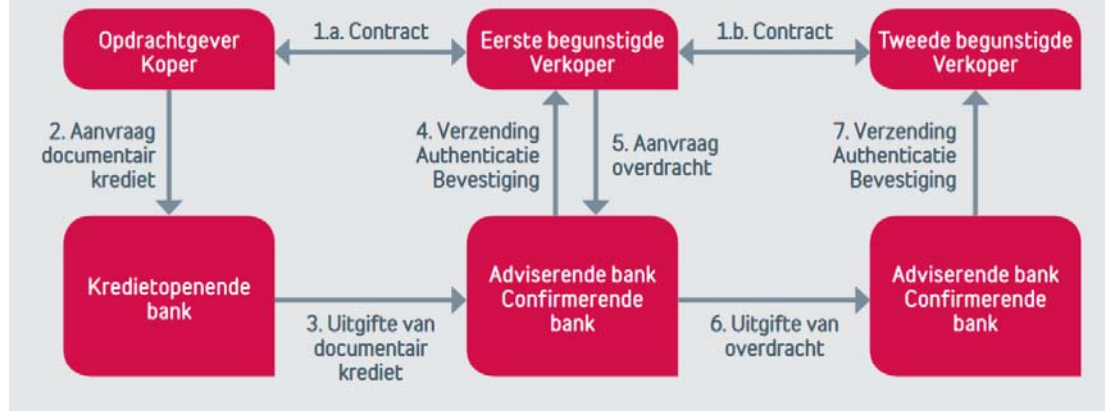 Opdrachtgever
Koper
1.a. Contract
Eerste begunstigde
Verkoper
1.b. Contract
Tweede begunstigde
Verkoper
2. Aanvraag
documentair
krediet
4. Verzending
Authenticatie
Bevestiging
5. Aanvraag
overdracht
7. Verzending
Authenticatie
Bevestiging
Kredietopenende
bank
3. Uitgifte van
documentair
krediet
Adviserende bank
Confirmerende
bank
6. Uitgifte van
overdracht
Adviserende bank
Confirmerende
bank